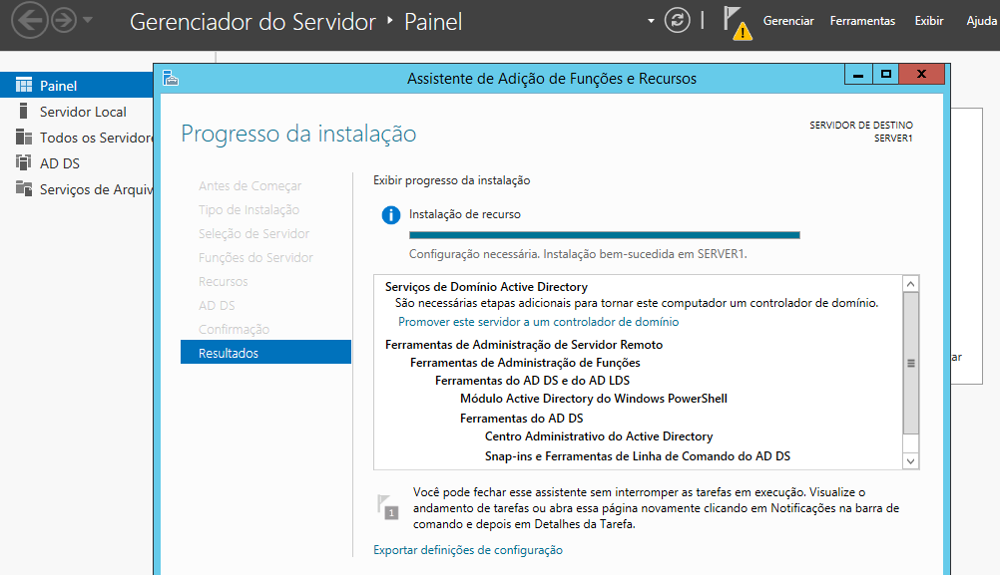 Gerenciador do Servidor ‣ Painel
Gerenciar Ferramentas Exibir Ajuda
Painel
Servidor Local
Todos os Servidore
AD DS
Serviços de Arquiv
Assistente de Adição de Funções e Recursos
Progresso da instalação
SERVIDOR DE DESTINO
SERVER1
Antes de Começar
Tipo de Instalação
Seleção de Servidor
Funções do Servidor
Recursos
AD DS
Confirmação
Resultados
Exibir progresso da instalação
Instalação de recurso
Configuração necessária. Instalação bem-sucedida em SERVER1.
Serviços de Domínio Active Directory
São necessárias etapas adicionais para tornar este computador um controlador de domínio.
Promover este servidor a um controlador de domínio
Ferramentas de Administração de Servidor Remoto
Ferramentas de Administração de Funções
Ferramentas do AD DS e do AD LDS
Módulo Active Directory do Windows PowerShell
Ferramentas do AD DS
Centro Administrativo do Active Directory
Snap-ins e Ferramentas de Linha de Comando do AD DS
1
Você pode fechar esse assistente sem interromper as tarefas em execução. Visualize o
andamento de tarefas ou abra essa página novamente clicando em Notificações na barra de
comando e depois em Detalhes da Tarefa.
Exportar definições de configuração
ar